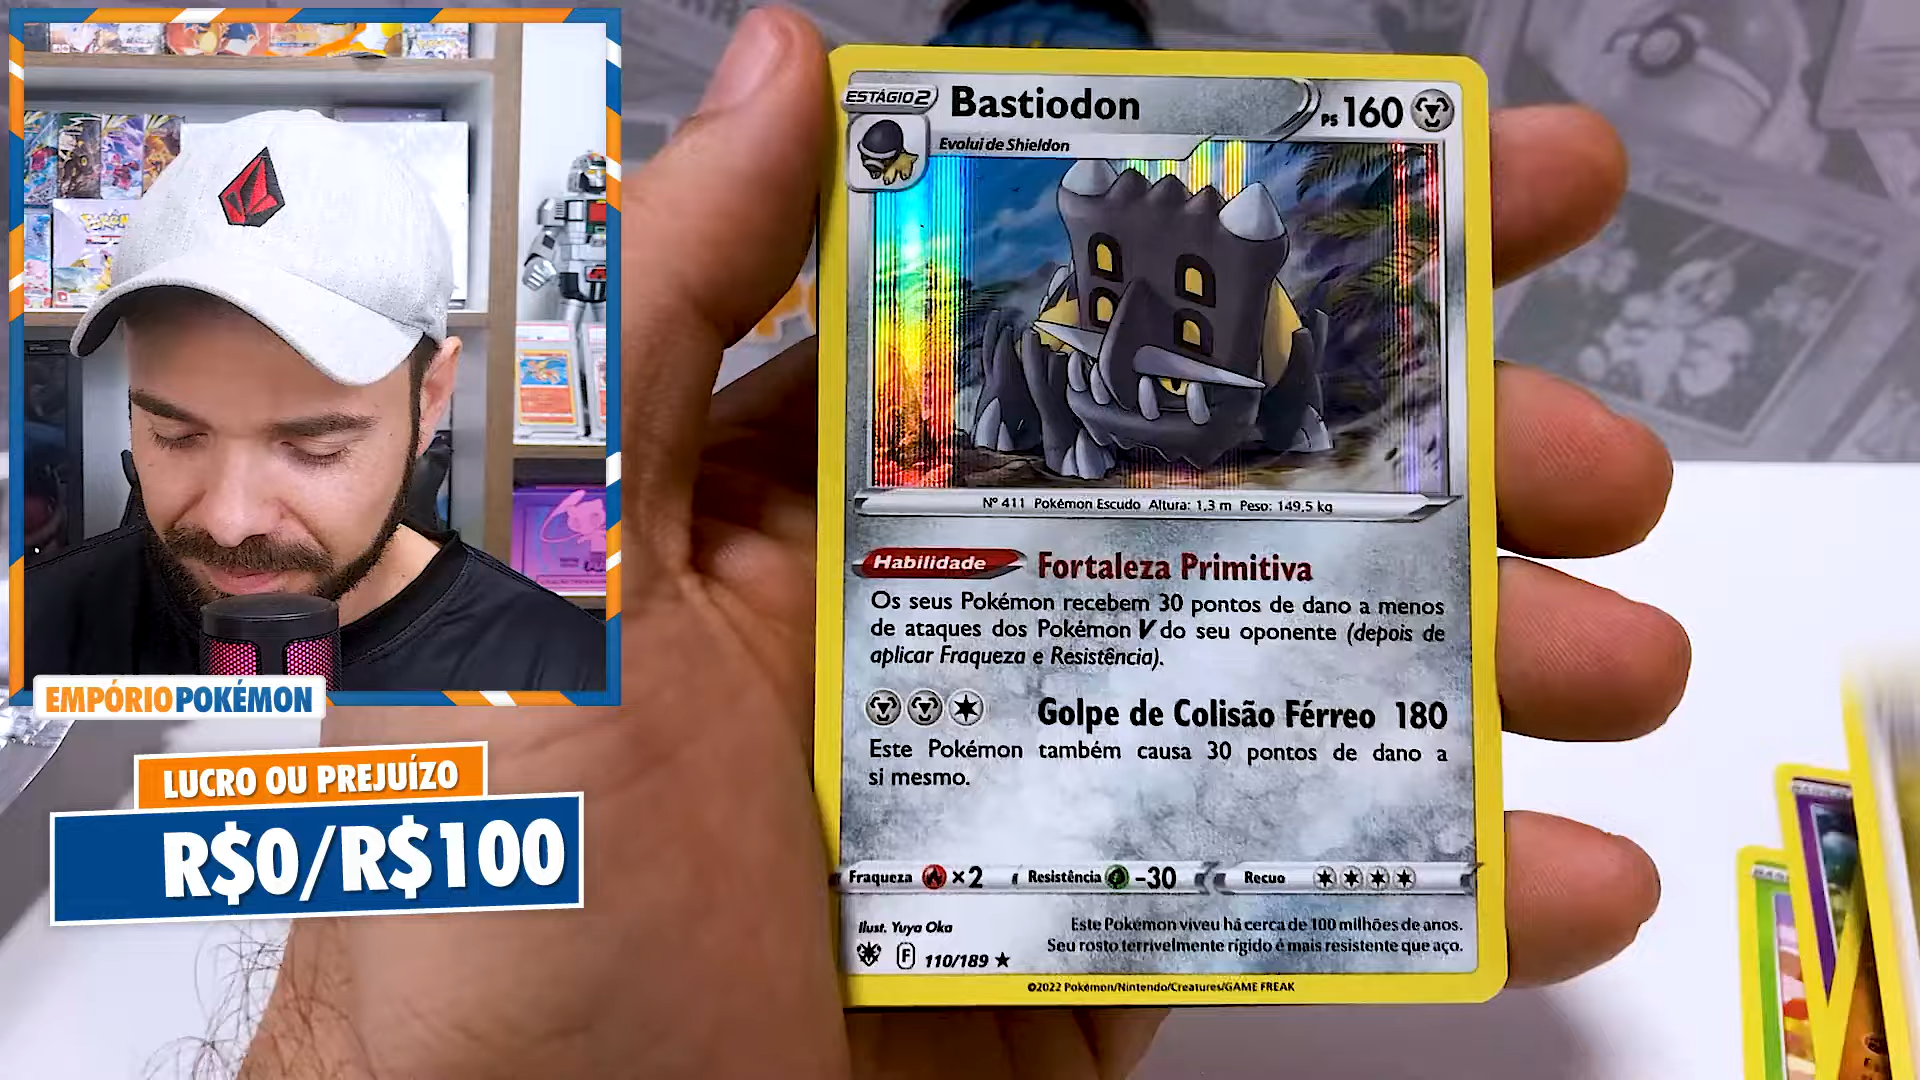 EMPÓRIOPOKÉMON
LUCRO OU PREJUÍZO
R$0/R$100
ESTÁGIO2
Bastiodon
PS 160
Evolui de Shieldon
Nº 411 Pokémon Escudo Altura: 1,3 m Peso: 149,5 kg
Habilidade Fortaleza Primitiva
Os seus Pokémon recebem 30 pontos de dano a menos
de ataques dos Pokémon V do seu oponente (depois de
aplicar Fraqueza e Resistência).
Golpe de Colisão Férreo 180
Este Pokémon também causa 30 pontos de dano a
si mesmo.
Fraqueza ×2 Resistência -30 Recuo
Ilust. Yuya Oka
F 110/189 ★
Este Pokémon viveu há cerca de 100 milhões de anos.
Seu rosto terrivelmente rígido é mais resistente que aço.
©2022 Pokémon/Nintendo/Creatures/GAME FREAK